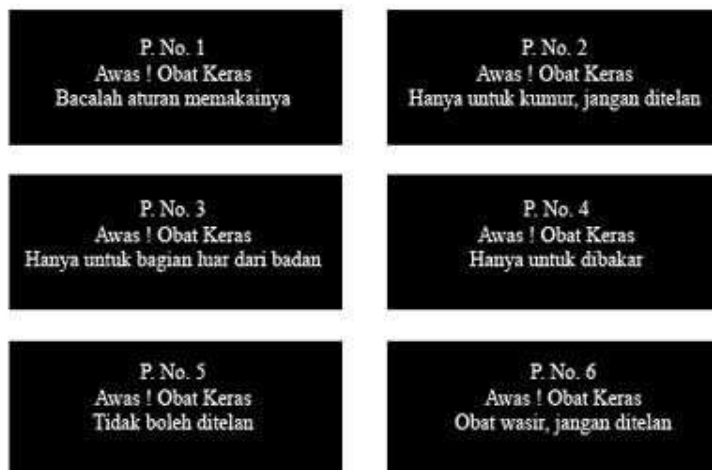 P. No. 1
Awas ! Obat Keras
Bacalah aturan memakainya
P. No. 2
Awas ! Obat Keras
Hanya untuk kumur, jangan ditelan
P. No. 3
Awas ! Obat Keras
Hanya untuk bagian luar dari badan
P. No. 4
Awas ! Obat Keras
Hanya untuk dibakar
P. No. 5
Awas ! Obat Keras
Tidak boleh ditelan
P. No. 6
Awas ! Obat Keras
Obat wasir, jangan ditelan